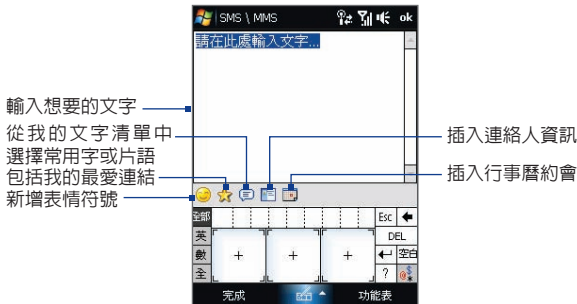 SMS \ MMS ok
請在此處輸入文字...
輸入想要的文字
從我的文字清單中
選擇常用字或片語
包括我的最愛連結
新增表情符號
插入連絡人資訊
插入行事曆約會
全部 Esc
英 DEL
數 空白
全 ?
完成 功能表